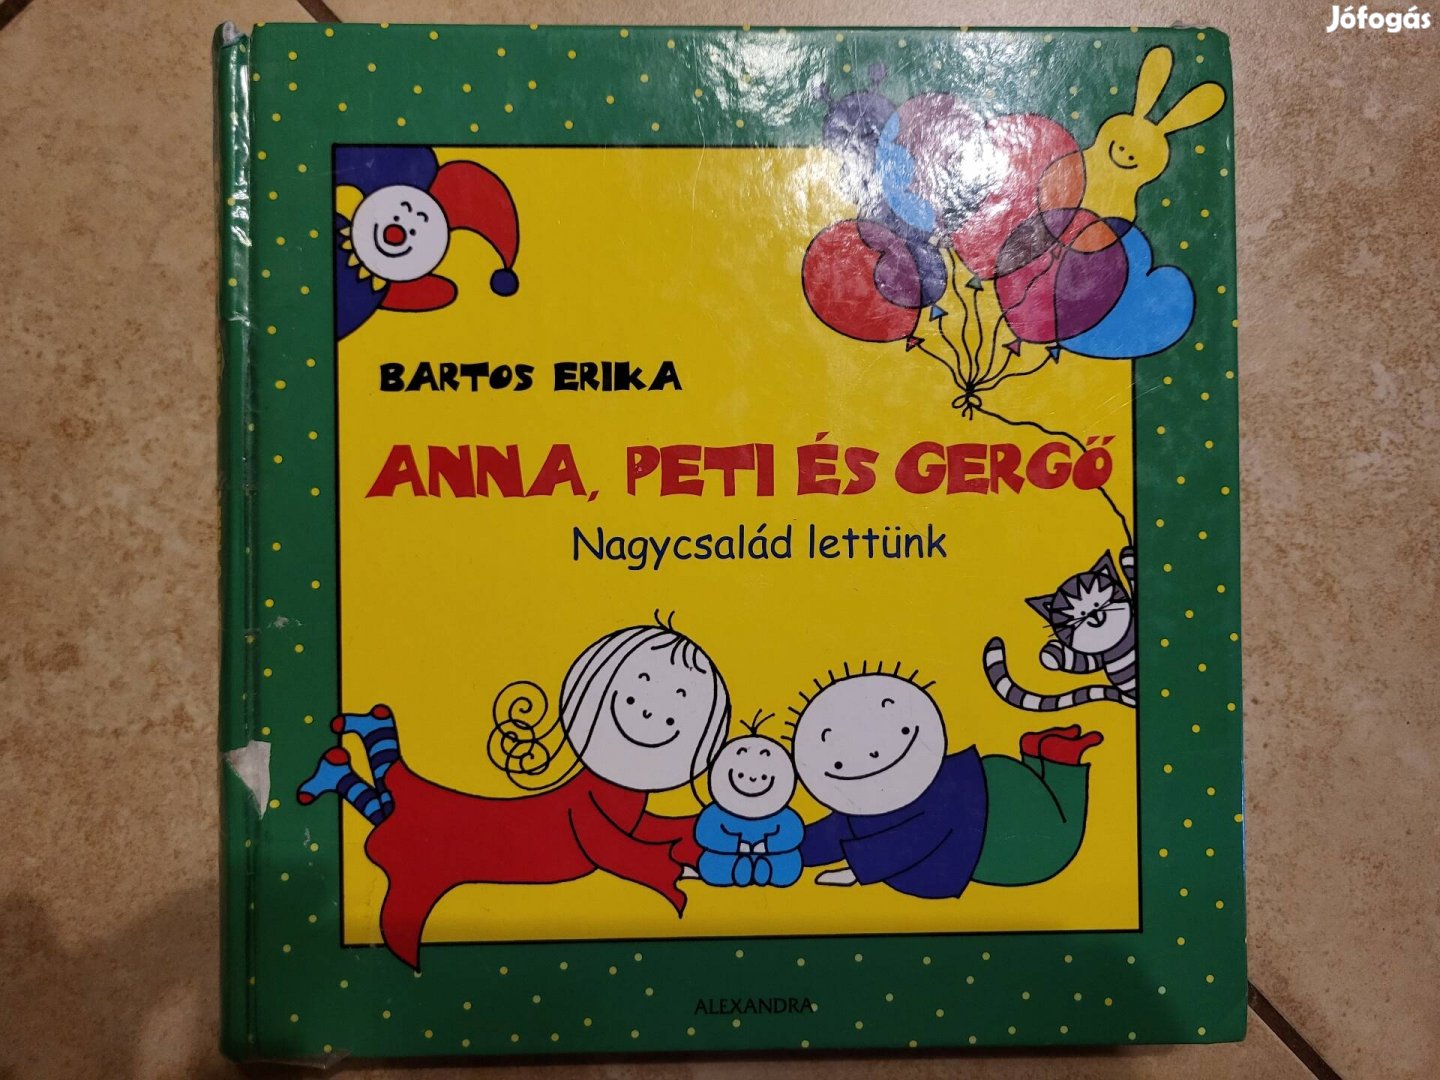 Jófogás
BARTOS ERIKA
ANNA, PETI ÉS GERGŐ
Nagycsalád lettünk
ALEXANDRA